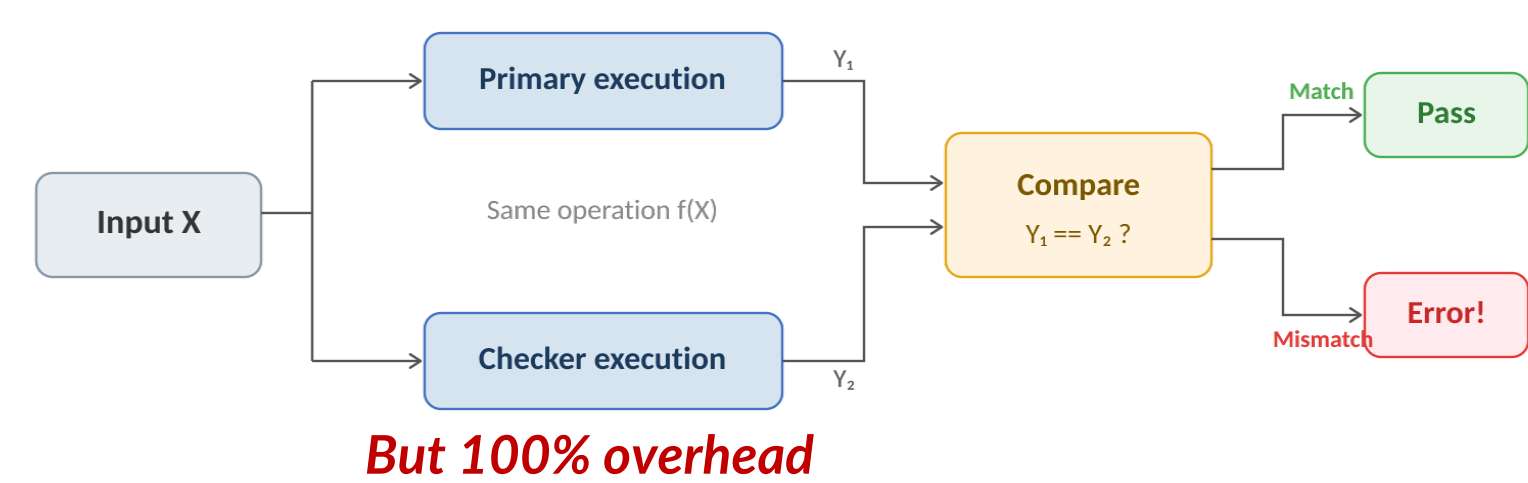 Input X
Primary execution
Same operation f(X)
Checker execution
Y₁
Y₂
Compare
Y₁ == Y₂ ?
Match
Pass
Mismatch
Error!
But 100% overhead